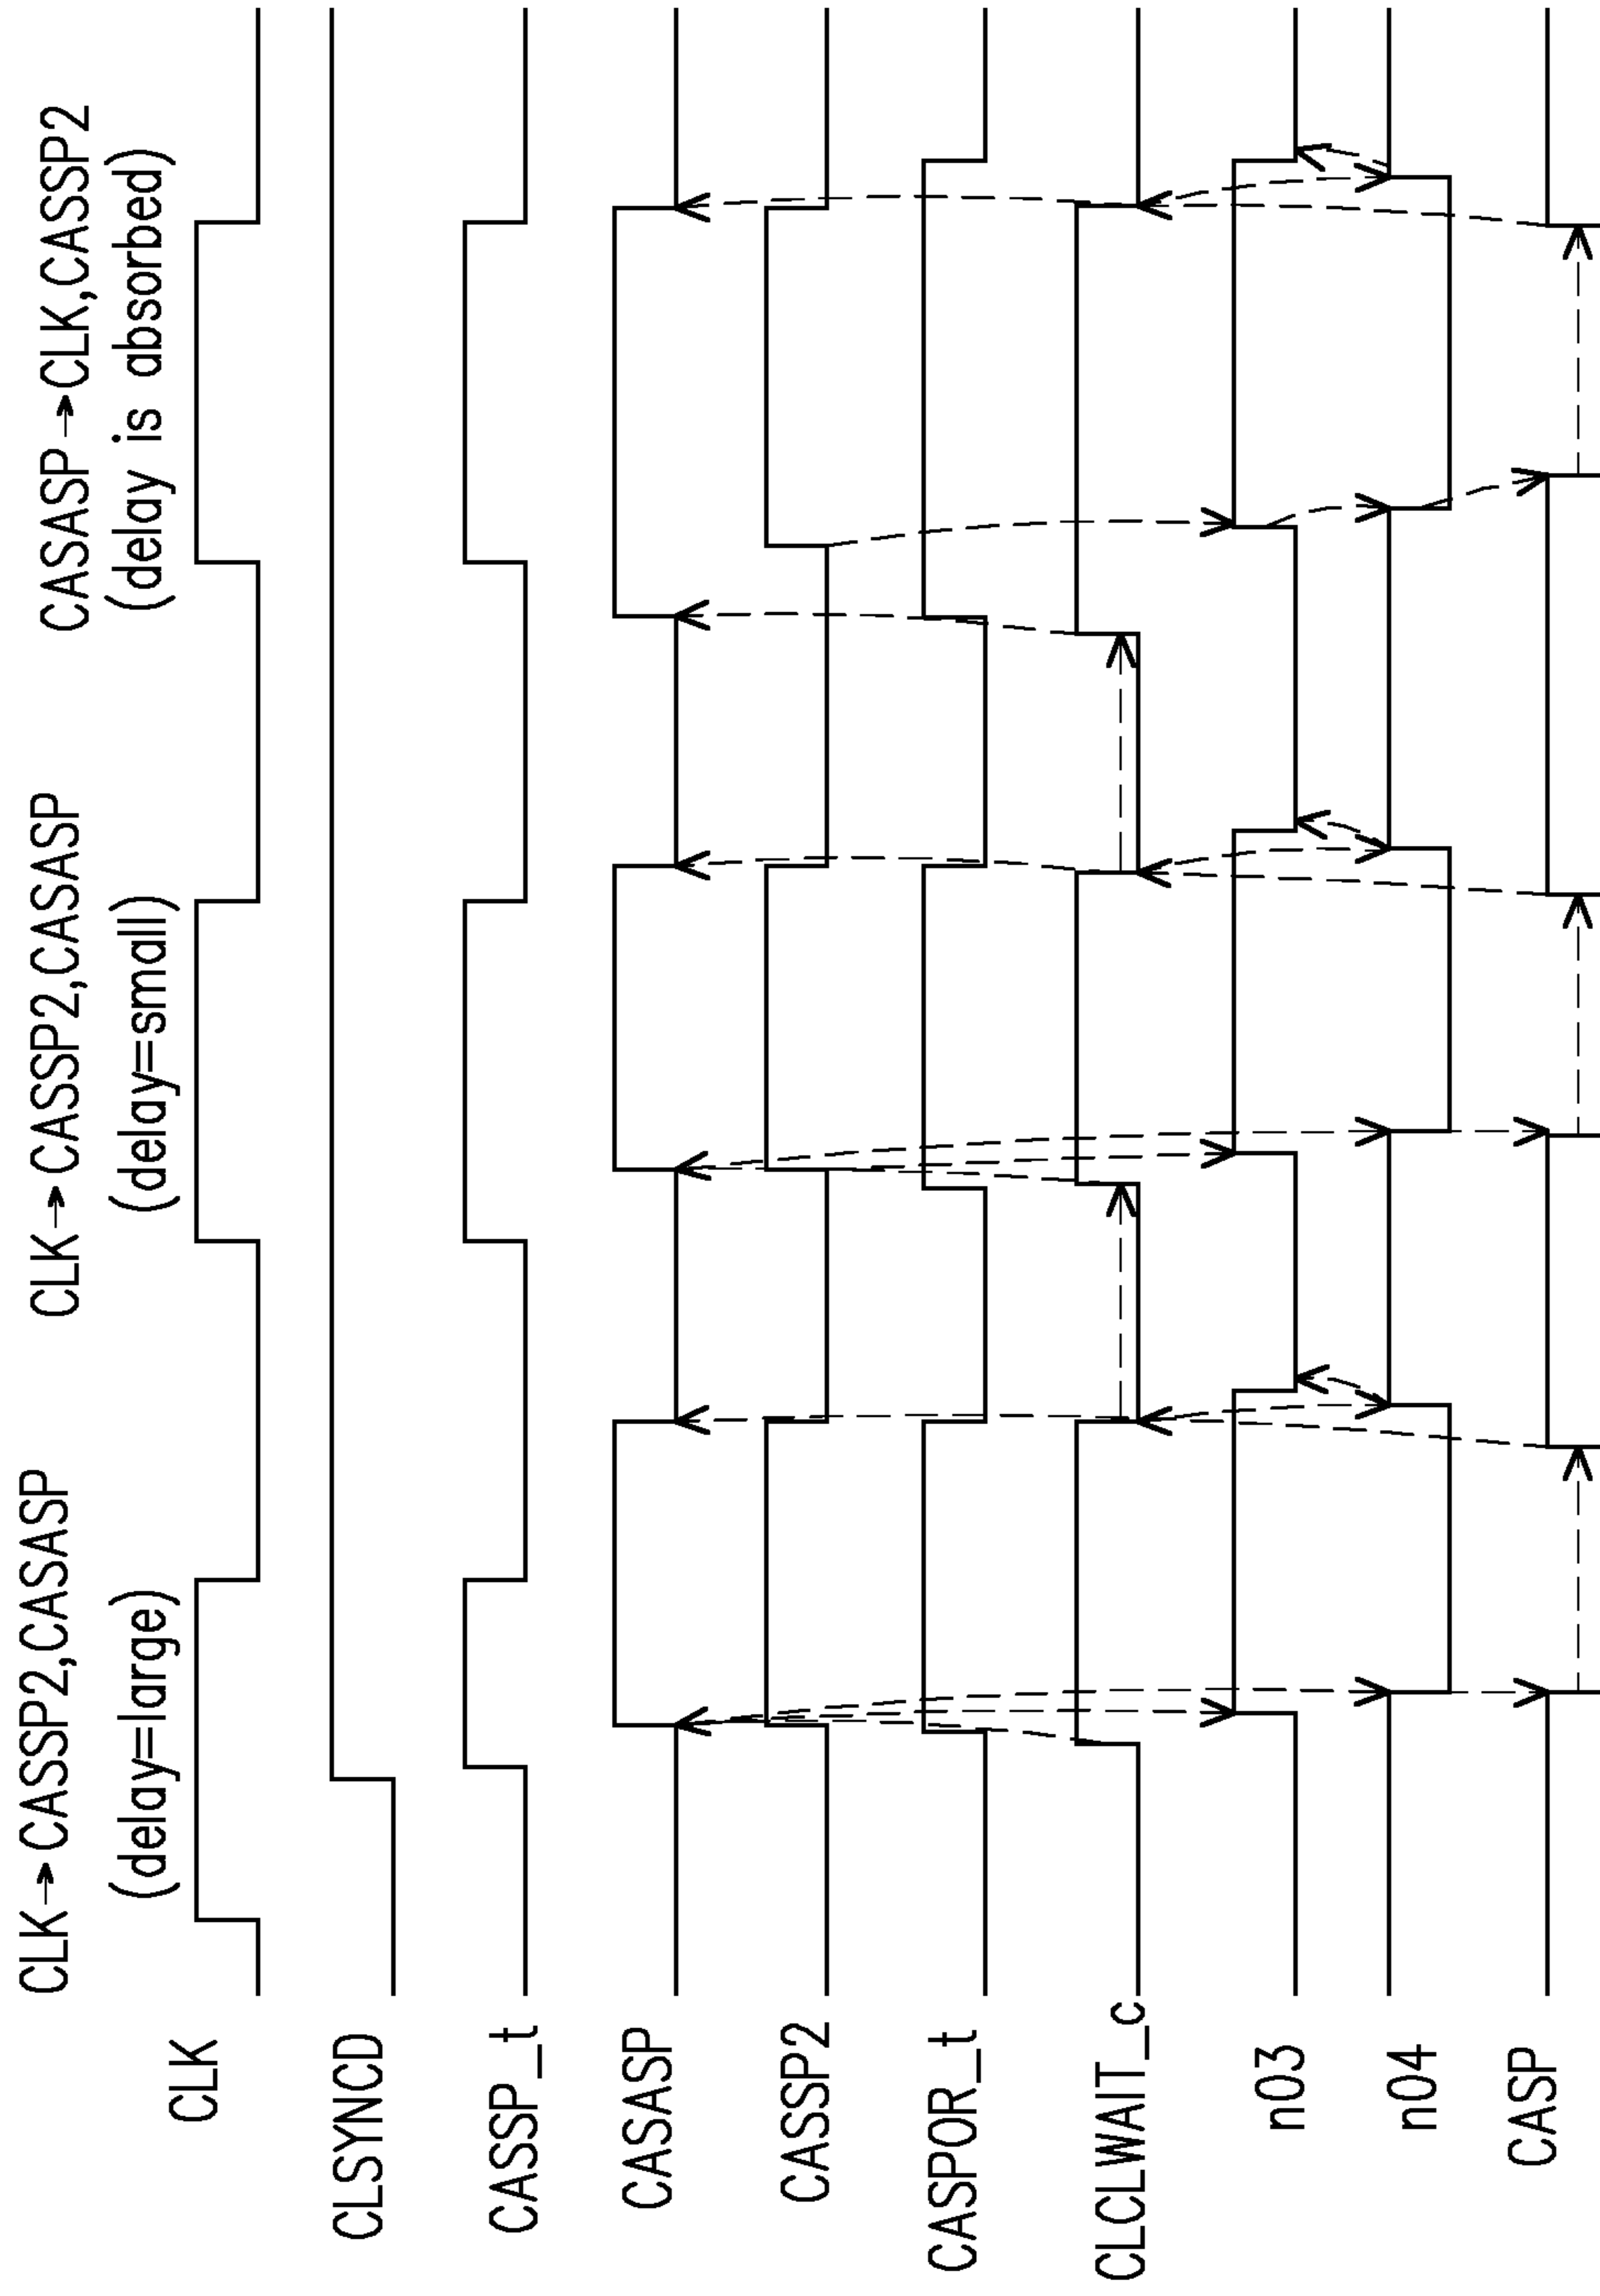 CLK→CASSP2,CASASP
(delay=large)
CLK→CASSP2,CASASP
(delay=small)
CASASP→CLK,CASSP2
(delay is absorbed)
CLK
CLSYNCD
CASSP_t
CASASP
CASSP2
CASPOR_t
CLCLWAIT_c
n03
n04
CASP